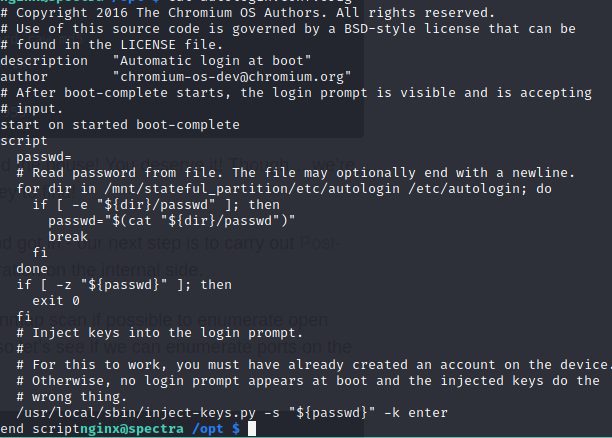 # Copyright 2016 The Chromium OS Authors. All rights reserved.
# Use of this source code is governed by a BSD-style license that can be
# found in the LICENSE file.
description   "Automatic login at boot"
author        "chromium-os-dev@chromium.org"
# After boot-complete starts, the login prompt is visible and is accepting
# input.
start on started boot-complete
script
  passwd=
  # Read password from file. The file may optionally end with a newline.
  for dir in /mnt/stateful_partition/etc/autologin /etc/autologin; do
    if [ -e "${dir}/passwd" ]; then
      passwd="$(cat "${dir}/passwd")"
      break
    fi
  done
  if [ -z "${passwd}" ]; then
    exit 0
  fi
  # Inject keys into the login prompt.
  #
  # For this to work, you must have already created an account on the device.
  # Otherwise, no login prompt appears at boot and the injected keys do the
  # wrong thing.
  /usr/local/sbin/inject-keys.py -s "${passwd}" -k enter
end scriptnginx@spectra /opt $